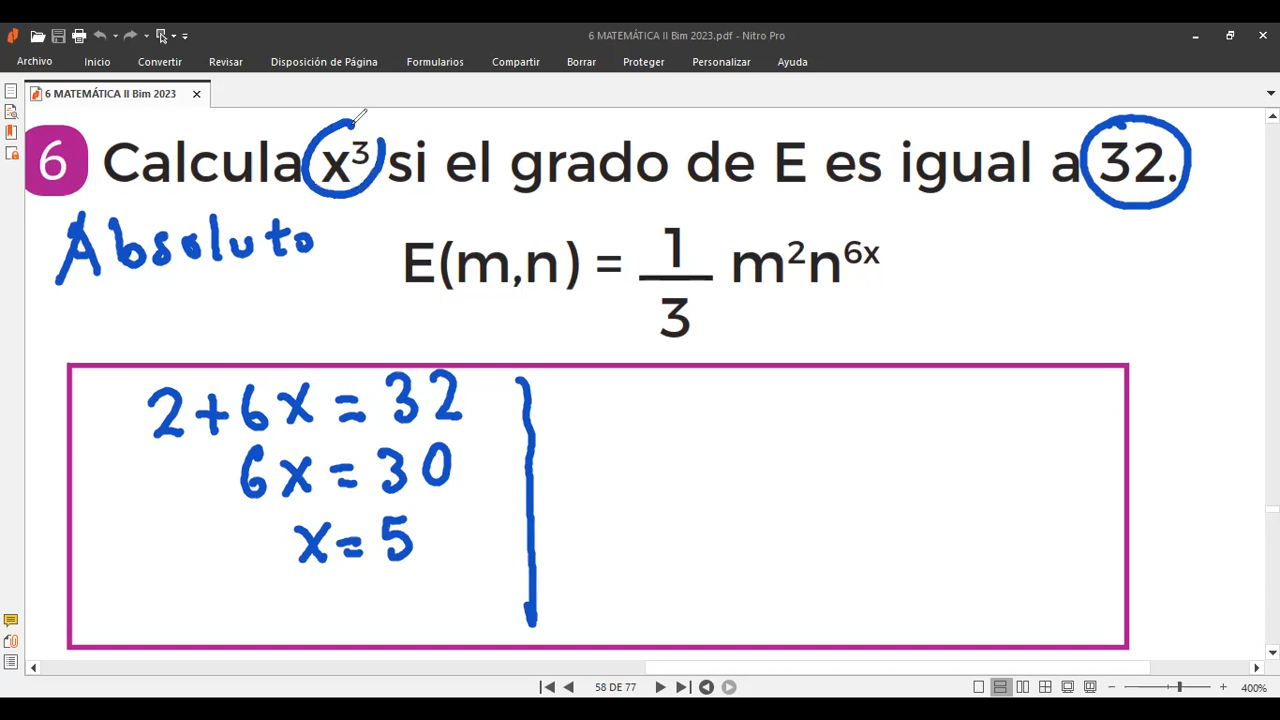 6 MATEMÁTICA II Bim 2023.pdf - Nitro Pro
Archivo Inicio Convertir Revisar Disposición de Página Formularios Compartir Borrar Proteger Personalizar Ayuda
6 MATEMÁTICA II Bim 2023
6 Calcula x³ si el grado de E es igual a 32.
Absoluto
E(m,n) = 1/3 m²n⁶ˣ
2+6x=32
6x=30
x=5
58 DE 77
400%